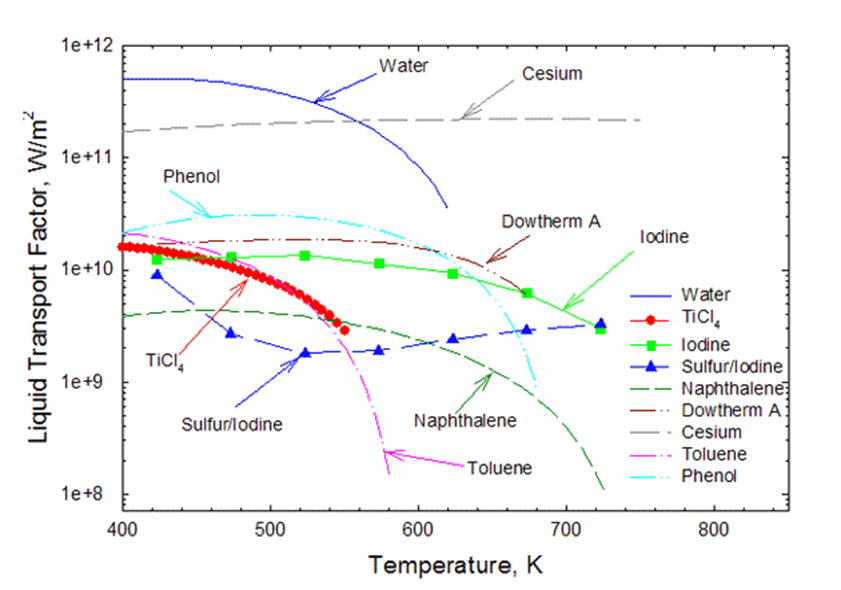 1e+12
1e+11
1e+10
1e+9
1e+8
Liquid Transport Factor, W/m²
Water
Cesium
Phenol
Dowtherm A
Iodine
TiCl₄
Sulfur/Iodine
Naphthalene
Toluene
Water
TiCl₄
Iodine
Sulfur/Iodine
Naphthalene
Dowtherm A
Cesium
Toluene
Phenol
400 500 600 700 800
Temperature, K